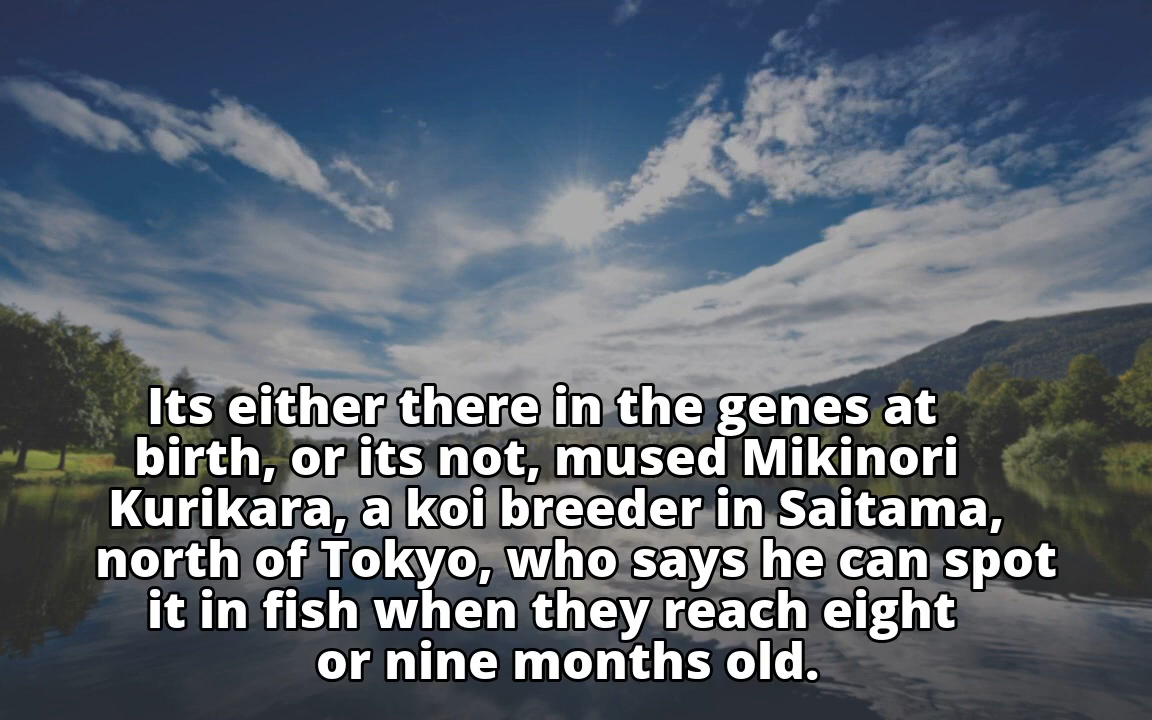 Its either there in the genes at
birth, or its not, mused Mikinori
Kurikara, a koi breeder in Saitama,
north of Tokyo, who says he can spot
it in fish when they reach eight
or nine months old.